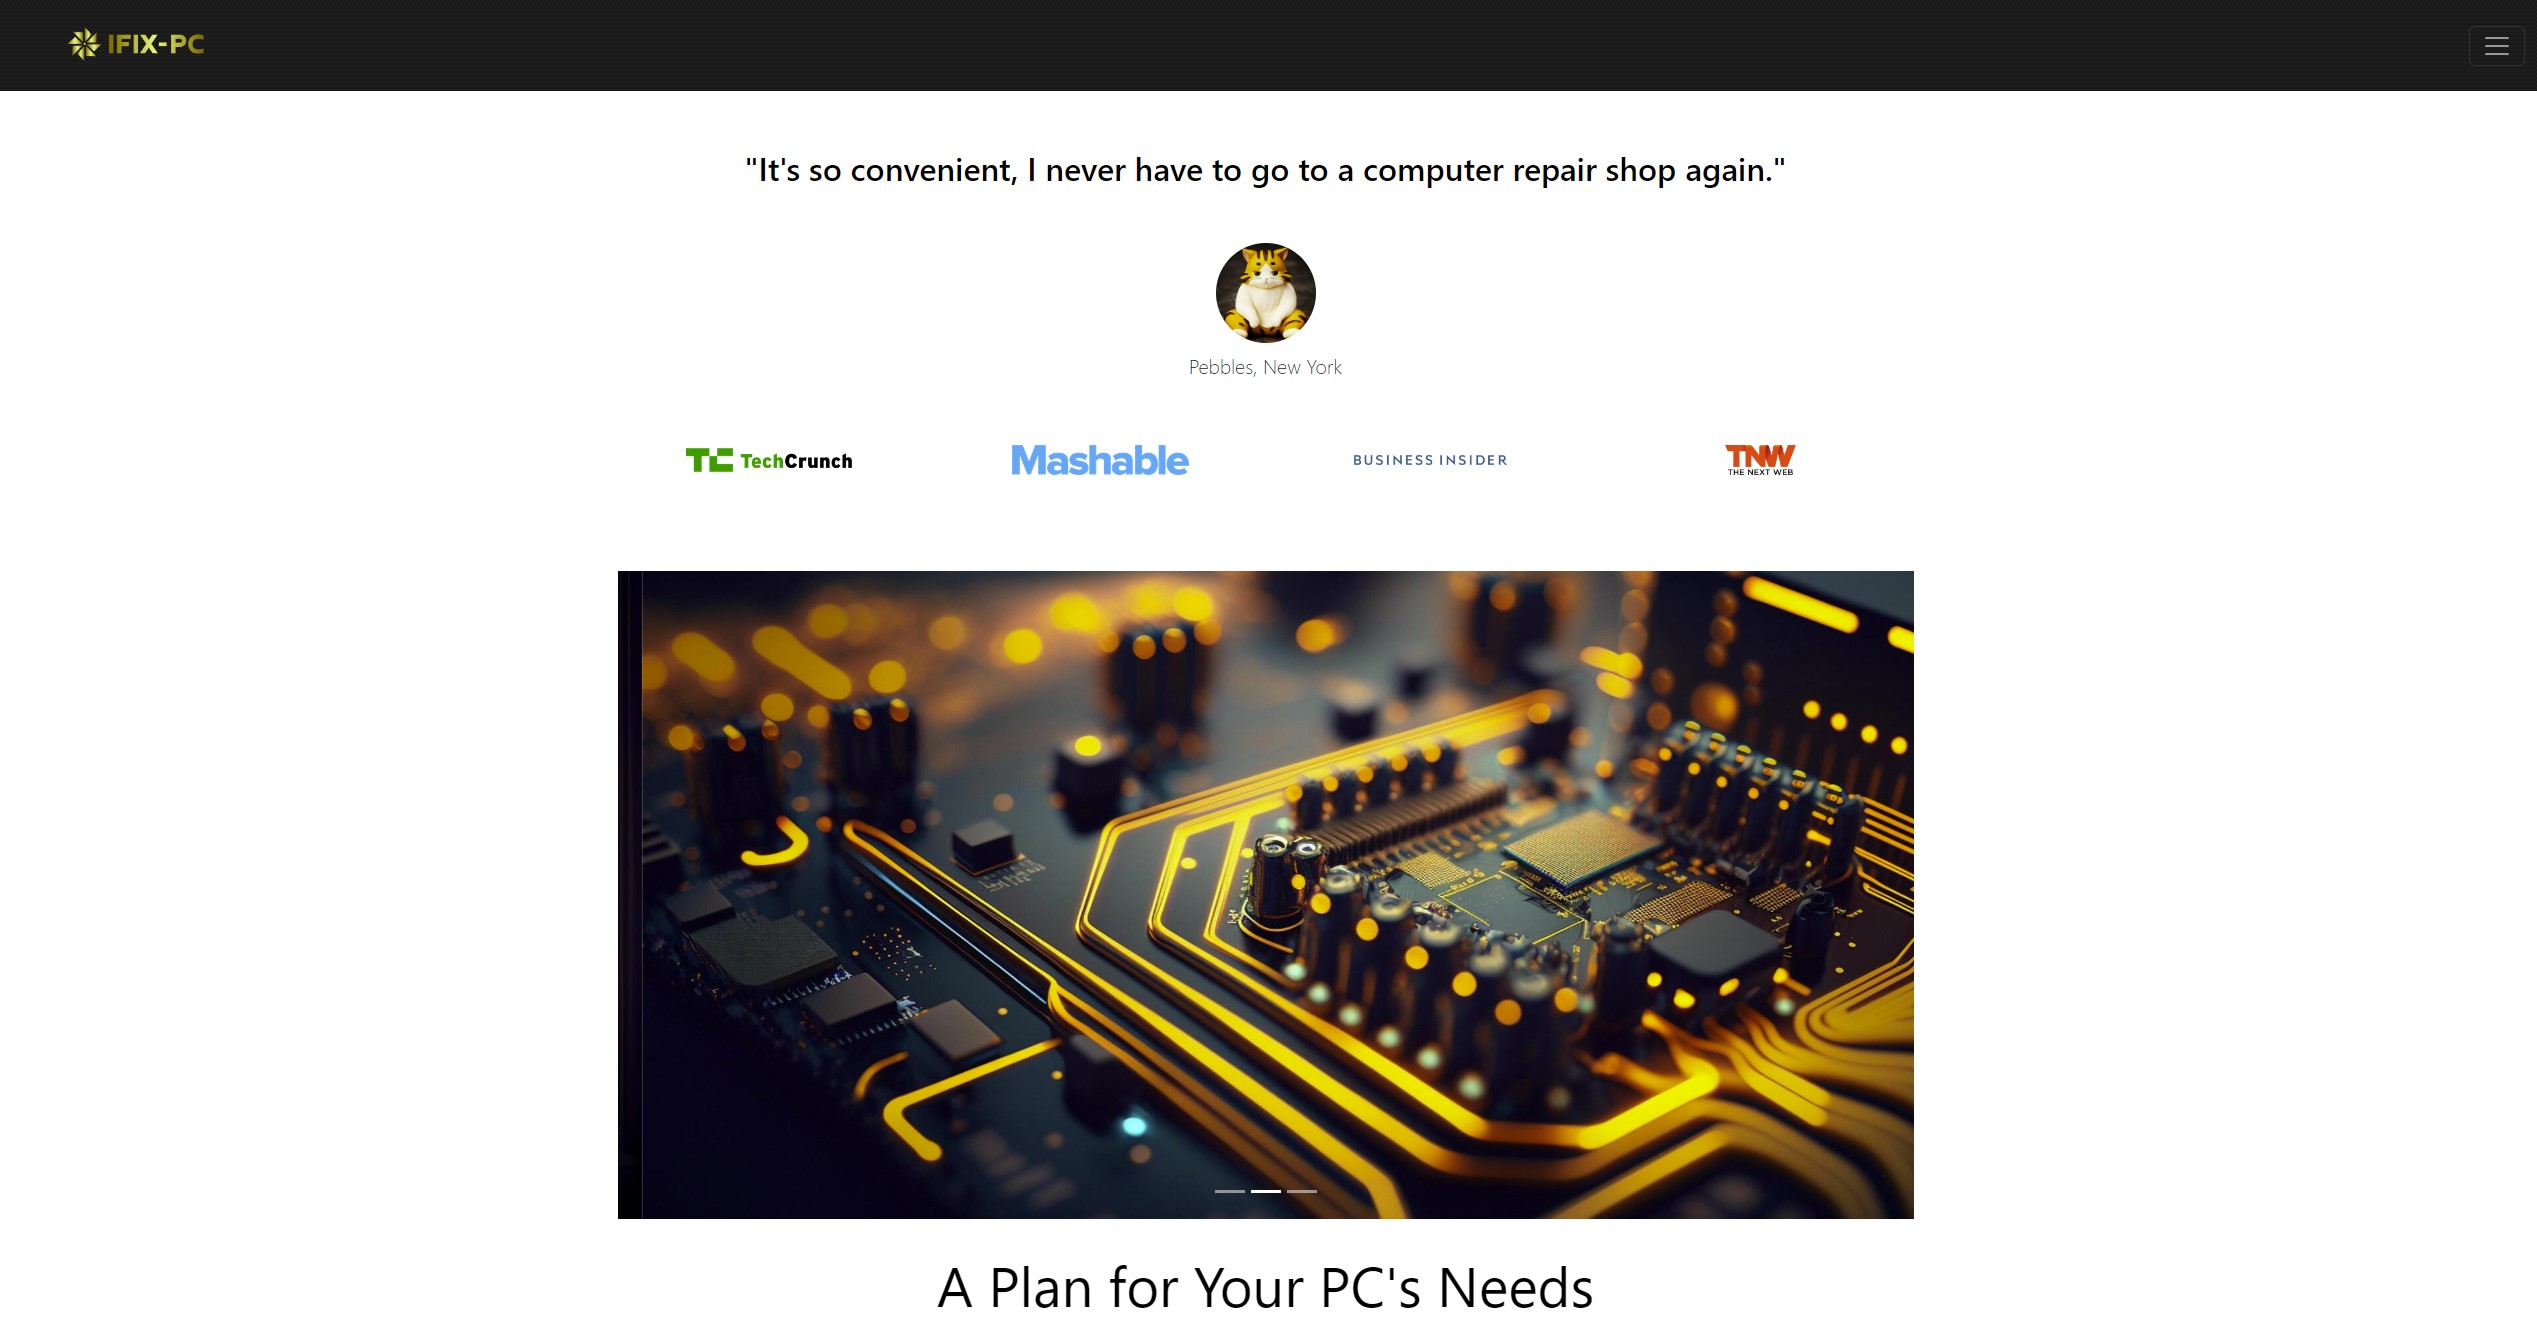 IFIX-PC
"It's so convenient, I never have to go to a computer repair shop again."
Pebbles, New York
TC TechCrunch
Mashable
BUSINESS INSIDER
TNW
THE NEXT WEB
A Plan for Your PC's Needs